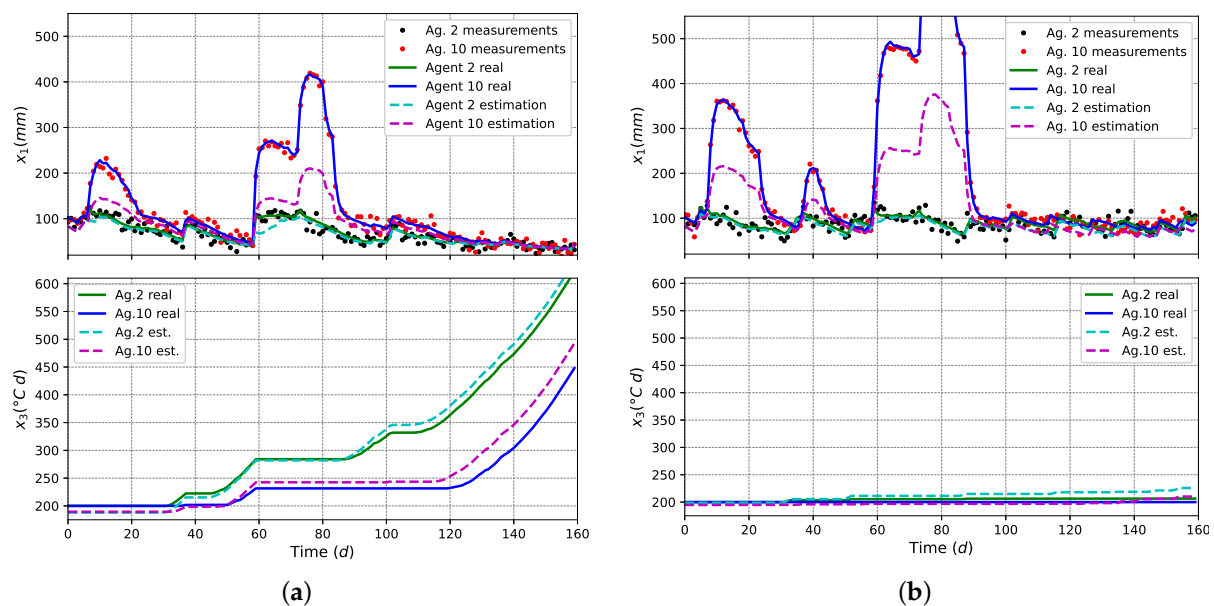 500
400
300
200
100
x₁(mm)
Ag. 2 measurements
Ag. 10 measurements
Agent 2 real
Agent 10 real
Agent 2 estimation
Agent 10 estimation
600
550
500
450
400
350
300
250
200
x₃(°C d)
Ag.2 real
Ag.10 real
Ag.2 est.
Ag.10 est.
0 20 40 60 80 100 120 140 160
Time (d)
(a)
500
400
300
200
100
x₁(mm)
Ag. 2 measurements
Ag. 10 measurements
Ag. 2 real
Ag. 10 real
Ag. 2 estimation
Ag. 10 estimation
600
550
500
450
400
350
300
250
200
x₃(°C d)
Ag.2 real
Ag.10 real
Ag.2 est.
Ag.10 est.
0 20 40 60 80 100 120 140 160
Time (d)
(b)